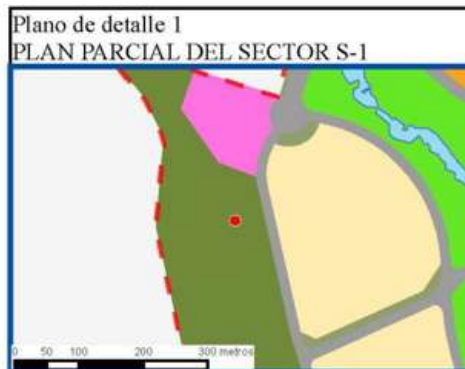 Plano de detalle 1
PLAN PARCIAL DEL SECTOR S-1
0 50 100 200 300 metros